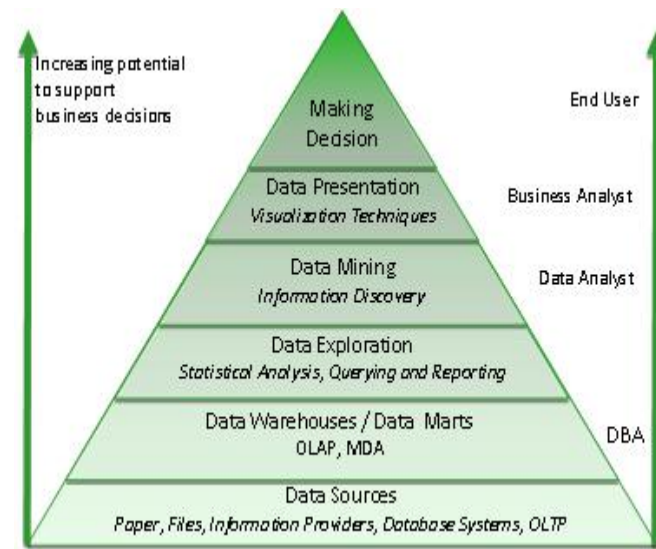 Increasing potential
to support
business decisions
Making
Decision
End User
Data Presentation
Visualization Techniques
Business Analyst
Data Mining
Information Discovery
Data Analyst
Data Exploration
Statistical Analysis, Querying and Reporting
Data Warehouses / Data Marts
OLAP, MDA
DBA
Data Sources
Paper, Files, Information Providers, Database Systems, OLTP